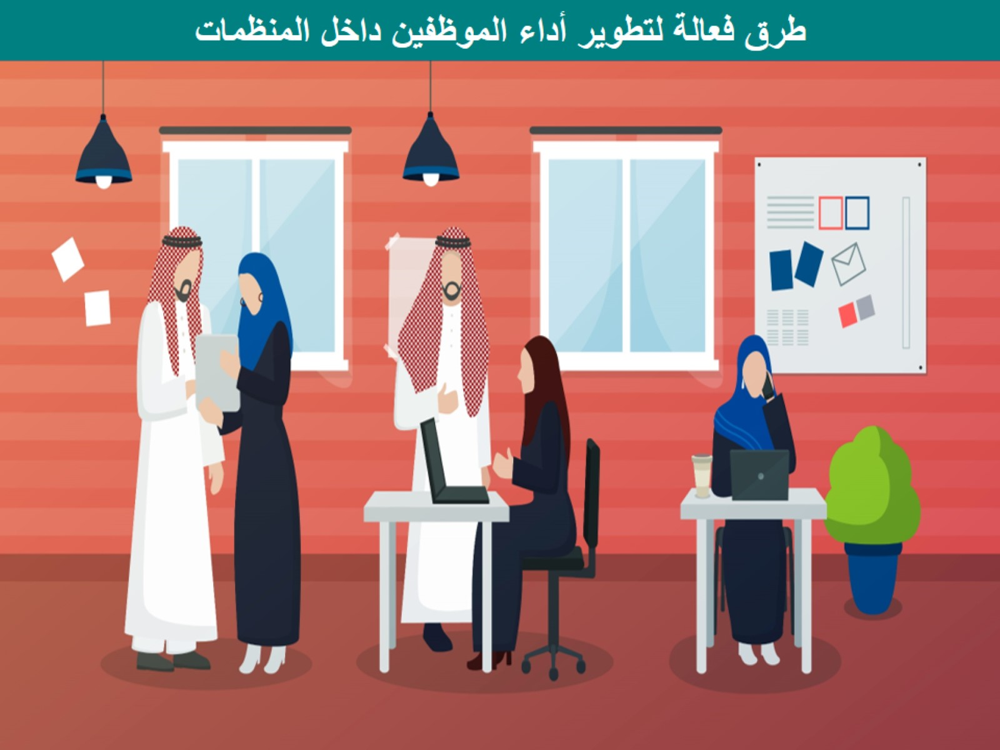 طرق فعالة لتطوير أداء الموظفين داخل المنظمات